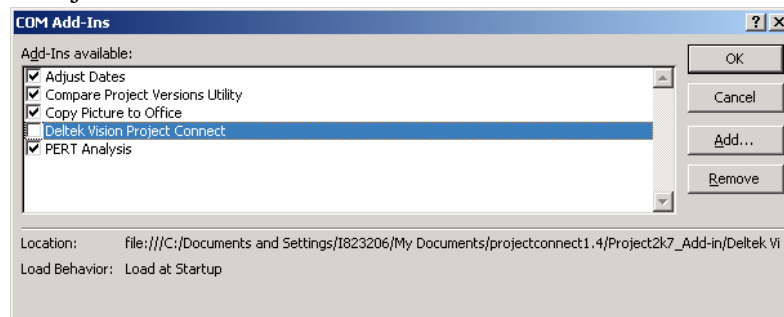 COM Add-Ins
Add-Ins available:
Adjust Dates
Compare Project Versions Utility
Copy Picture to Office
Deltek Vision Project Connect
PERT Analysis
OK
Cancel
Add...
Remove
Location: file:///C:/Documents and Settings/I823206/My Documents/projectconnect1.4/Project2k7_Add-in/Deltek Vi
Load Behavior: Load at Startup